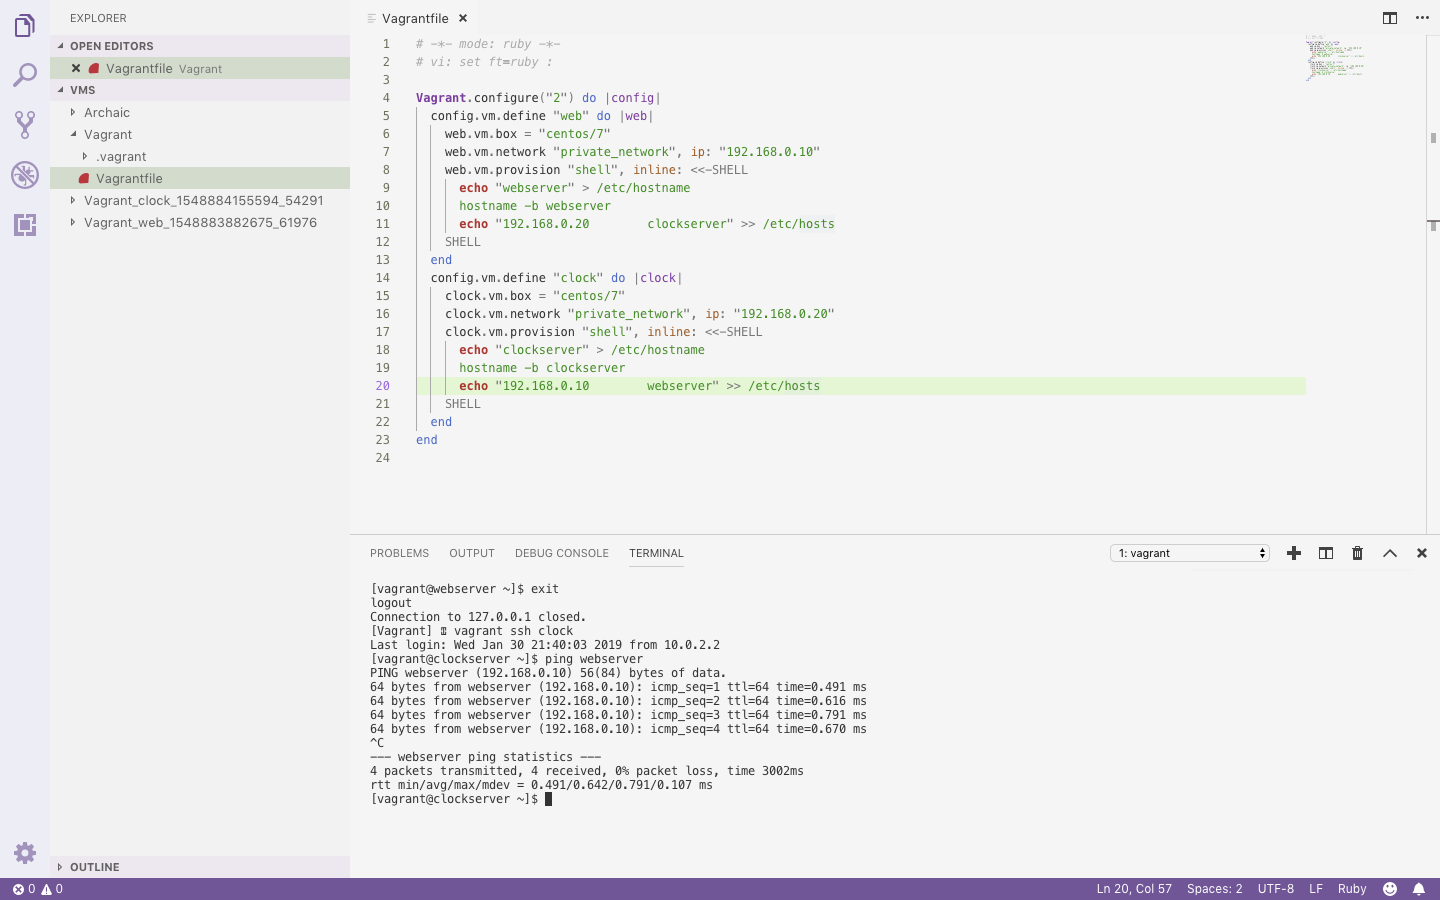 EXPLORER
OPEN EDITORS
Vagrantfile Vagrant
VMS
Archaic
Vagrant
.vagrant
Vagrantfile
Vagrant_clock_1548884155594_54291
Vagrant_web_1548883882675_61976
OUTLINE
Vagrantfile
1 # -*- mode: ruby -*-
2 # vi: set ft=ruby :
3
4 Vagrant.configure("2") do |config|
5 config.vm.define "web" do |web|
6 web.vm.box = "centos/7"
7 web.vm.network "private_network", ip: "192.168.0.10"
8 web.vm.provision "shell", inline: <<-SHELL
9 echo "webserver" > /etc/hostname
10 hostname -b webserver
11 echo "192.168.0.20        clockserver" >> /etc/hosts
12 SHELL
13 end
14 config.vm.define "clock" do |clock|
15 clock.vm.box = "centos/7"
16 clock.vm.network "private_network", ip: "192.168.0.20"
17 clock.vm.provision "shell", inline: <<-SHELL
18 echo "clockserver" > /etc/hostname
19 hostname -b clockserver
20 echo "192.168.0.10        webserver" >> /etc/hosts
21 SHELL
22 end
23 end
24
PROBLEMS OUTPUT DEBUG CONSOLE TERMINAL 1: vagrant
[vagrant@webserver ~]$ exit
logout
Connection to 127.0.0.1 closed.
[Vagrant] vagrant ssh clock
Last login: Wed Jan 30 21:40:03 2019 from 10.0.2.2
[vagrant@clockserver ~]$ ping webserver
PING webserver (192.168.0.10) 56(84) bytes of data.
64 bytes from webserver (192.168.0.10): icmp_seq=1 ttl=64 time=0.491 ms
64 bytes from webserver (192.168.0.10): icmp_seq=2 ttl=64 time=0.616 ms
64 bytes from webserver (192.168.0.10): icmp_seq=3 ttl=64 time=0.791 ms
64 bytes from webserver (192.168.0.10): icmp_seq=4 ttl=64 time=0.670 ms
^C
--- webserver ping statistics ---
4 packets transmitted, 4 received, 0% packet loss, time 3002ms
rtt min/avg/max/mdev = 0.491/0.642/0.791/0.107 ms
[vagrant@clockserver ~]$
0 0 Ln 20, Col 57 Spaces: 2 UTF-8 LF Ruby